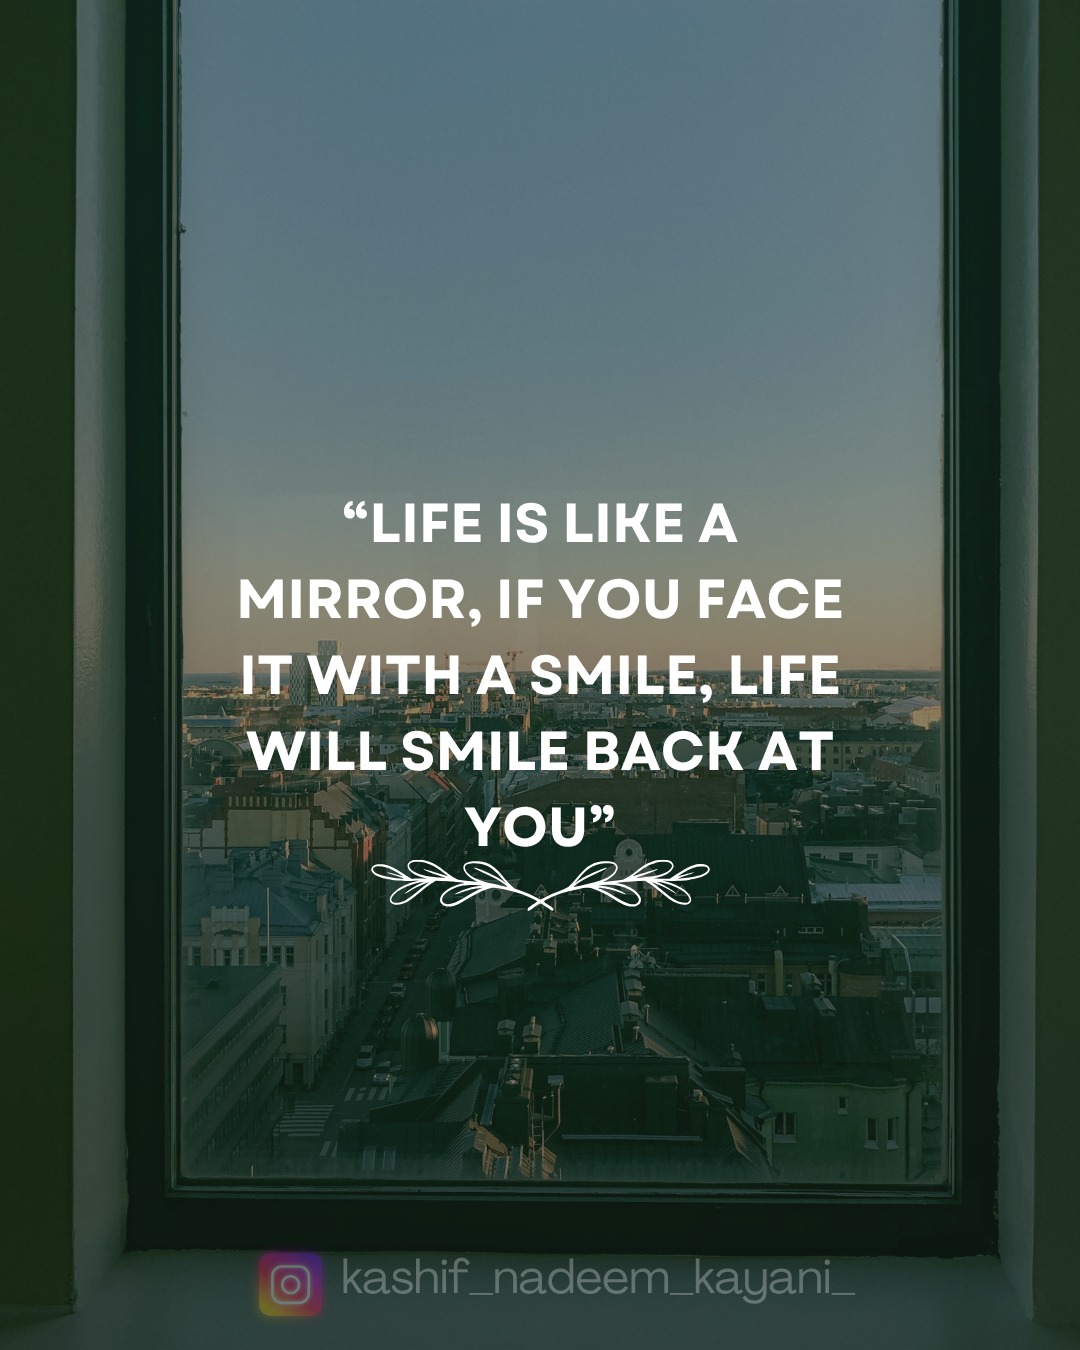 “LIFE IS LIKE A
MIRROR, IF YOU FACE
IT WITH A SMILE, LIFE
WILL SMILE BACK AT
YOU”
kashif_nadeem_kayani_